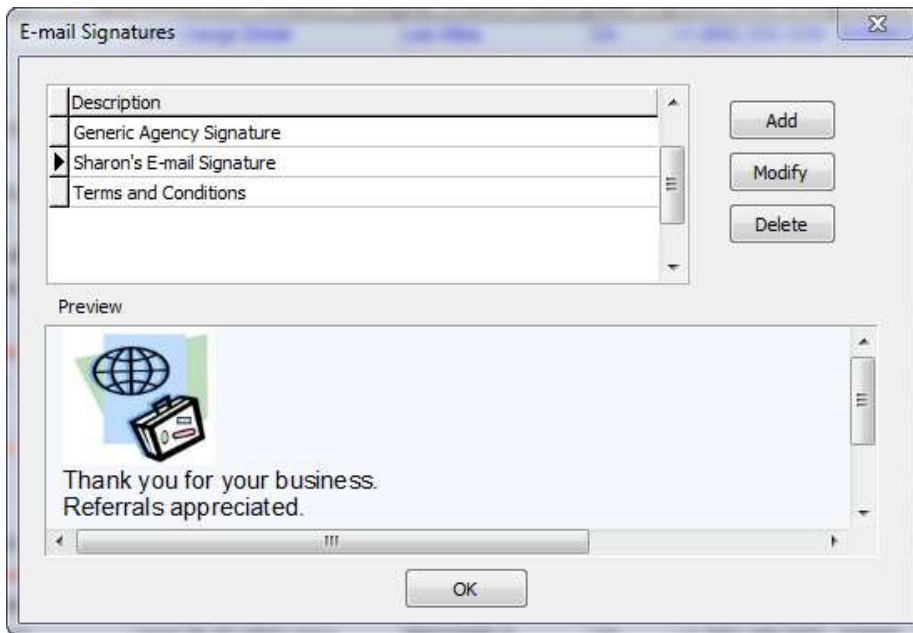 E-mail Signatures
Description
Generic Agency Signature
Sharon's E-mail Signature
Terms and Conditions
Add
Modify
Delete
Preview
Thank you for your business.
Referrals appreciated.
OK